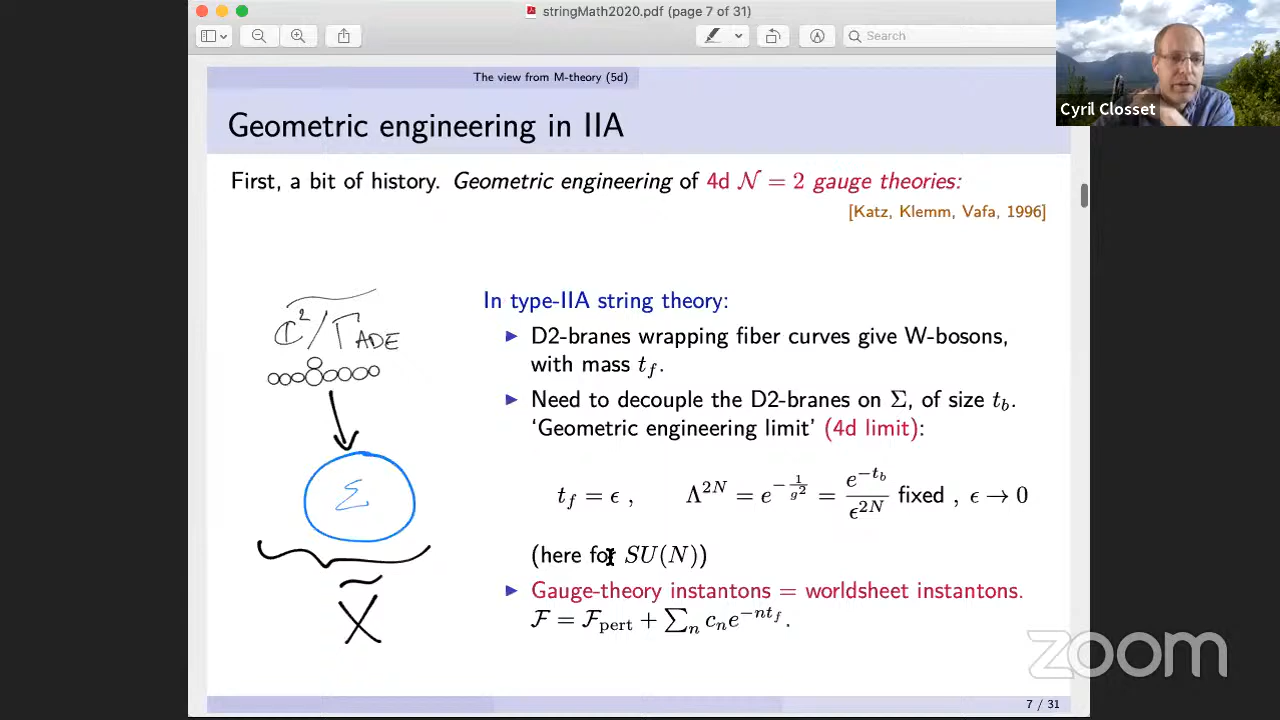 stringMath2020.pdf (page 7 of 31)
Search
Cyril Closset
The view from M-theory (5d)
Geometric engineering in IIA
First, a bit of history. Geometric engineering of 4d 𝒩 = 2 gauge theories:
[Katz, Klemm, Vafa, 1996]
ℂ²/Γ_ADE
Σ
X̃
In type-IIA string theory:
▶ D2-branes wrapping fiber curves give W-bosons,
with mass t_f.
▶ Need to decouple the D2-branes on Σ, of size t_b.
‘Geometric engineering limit’ (4d limit):
t_f = ϵ , Λ^{2N} = e^{-\frac{1}{g^2}} = \frac{e^{-t_b}}{ϵ^{2N}} fixed , ϵ → 0
(here for SU(N))
▶ Gauge-theory instantons = worldsheet instantons.
ℱ = ℱ_pert + ∑_n c_n e^{-nt_f}.
zoom
7 / 31